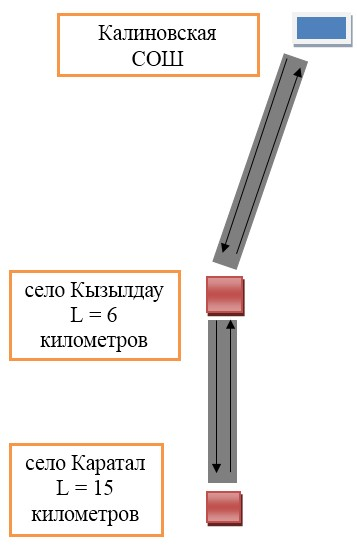 Калиновская
СОШ
село Кызылдау
L = 6
километров
село Каратал
L = 15
километров